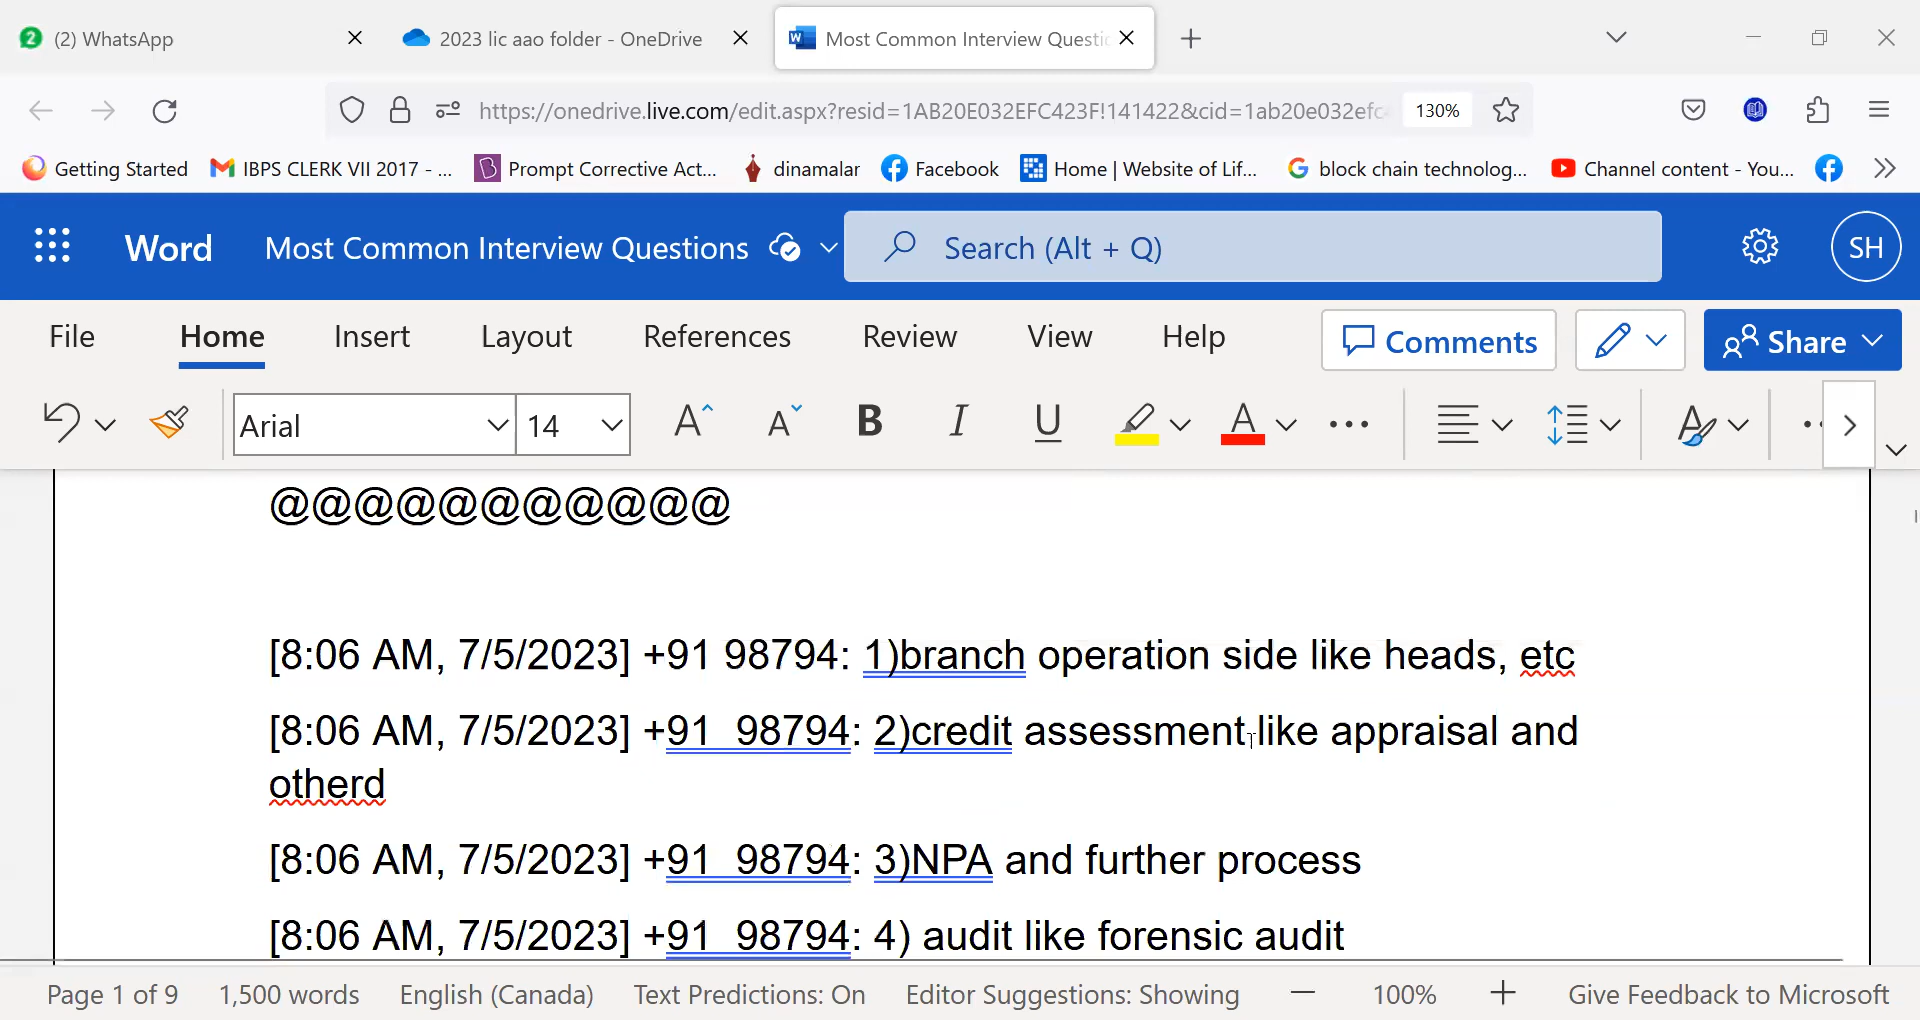 (2) WhatsApp
2023 lic aao folder - OneDrive
Most Common Interview Questic
https://onedrive.live.com/edit.aspx?resid=1AB20E032EFC423F!141422&cid=1ab20e032efc
130%
Getting Started
IBPS CLERK VII 2017 - ...
Prompt Corrective Act...
dinamalar
Facebook
Home | Website of Lif...
block chain technolog...
Channel content - You...
Word
Most Common Interview Questions
Search (Alt + Q)
SH
File
Home
Insert
Layout
References
Review
View
Help
Comments
Share
Arial
14
@@@@@@@@@@@
[8:06 AM, 7/5/2023] +91 98794: 1)branch operation side like heads, etc
[8:06 AM, 7/5/2023] +91  98794: 2)credit assessment like appraisal and
otherd
[8:06 AM, 7/5/2023] +91  98794: 3)NPA and further process
[8:06 AM, 7/5/2023] +91  98794: 4) audit like forensic audit
Page 1 of 9
1,500 words
English (Canada)
Text Predictions: On
Editor Suggestions: Showing
100%
Give Feedback to Microsoft